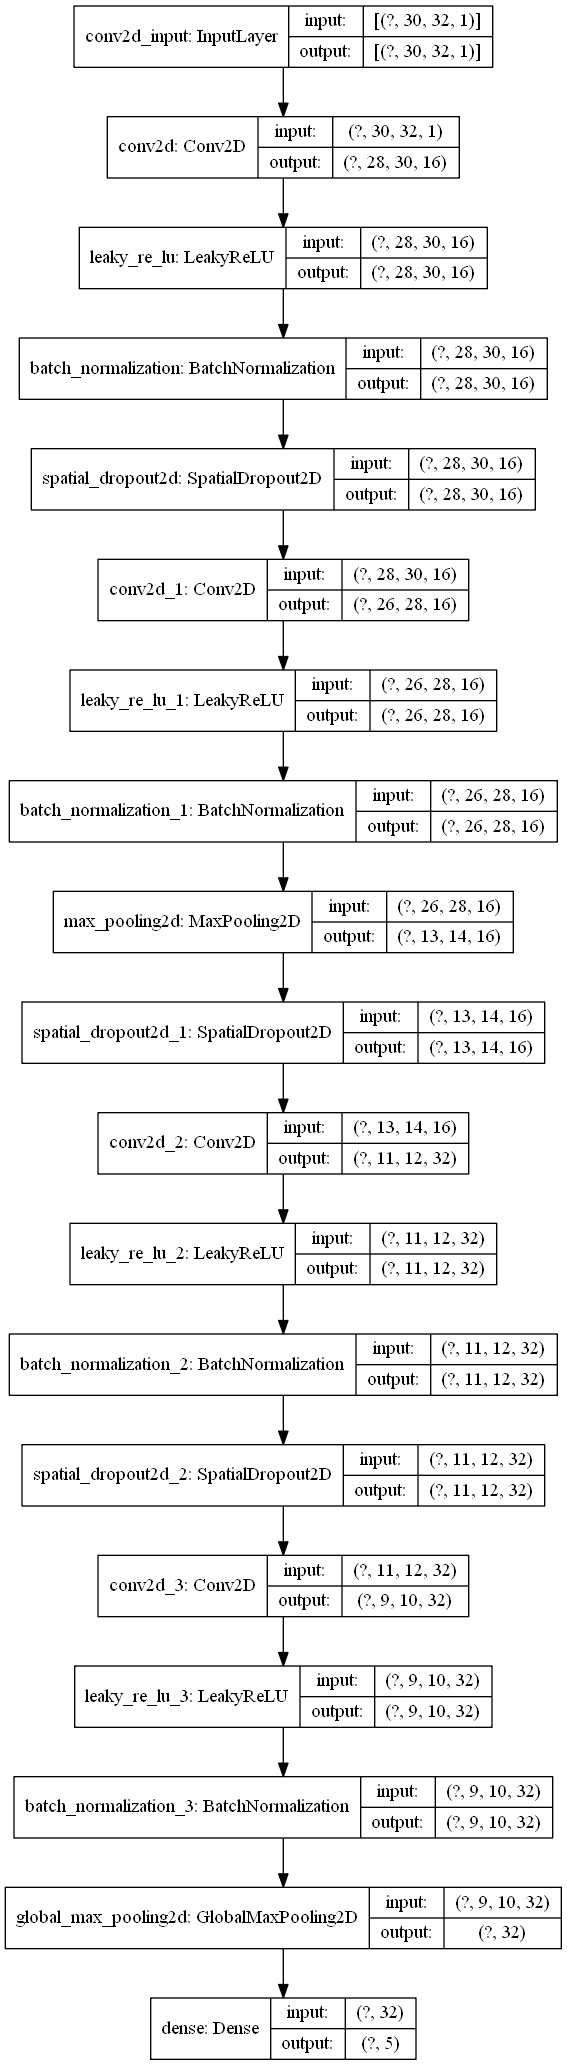 conv2d_input: InputLayer
input:
[(?, 30, 32, 1)]
output:
[(?, 30, 32, 1)]
conv2d: Conv2D
input:
(?, 30, 32, 1)
output:
(?, 28, 30, 16)
leaky_re_lu: LeakyReLU
input:
(?, 28, 30, 16)
output:
(?, 28, 30, 16)
batch_normalization: BatchNormalization
input:
(?, 28, 30, 16)
output:
(?, 28, 30, 16)
spatial_dropout2d: SpatialDropout2D
input:
(?, 28, 30, 16)
output:
(?, 28, 30, 16)
conv2d_1: Conv2D
input:
(?, 28, 30, 16)
output:
(?, 26, 28, 16)
leaky_re_lu_1: LeakyReLU
input:
(?, 26, 28, 16)
output:
(?, 26, 28, 16)
batch_normalization_1: BatchNormalization
input:
(?, 26, 28, 16)
output:
(?, 26, 28, 16)
max_pooling2d: MaxPooling2D
input:
(?, 26, 28, 16)
output:
(?, 13, 14, 16)
spatial_dropout2d_1: SpatialDropout2D
input:
(?, 13, 14, 16)
output:
(?, 13, 14, 16)
conv2d_2: Conv2D
input:
(?, 13, 14, 16)
output:
(?, 11, 12, 32)
leaky_re_lu_2: LeakyReLU
input:
(?, 11, 12, 32)
output:
(?, 11, 12, 32)
batch_normalization_2: BatchNormalization
input:
(?, 11, 12, 32)
output:
(?, 11, 12, 32)
spatial_dropout2d_2: SpatialDropout2D
input:
(?, 11, 12, 32)
output:
(?, 11, 12, 32)
conv2d_3: Conv2D
input:
(?, 11, 12, 32)
output:
(?, 9, 10, 32)
leaky_re_lu_3: LeakyReLU
input:
(?, 9, 10, 32)
output:
(?, 9, 10, 32)
batch_normalization_3: BatchNormalization
input:
(?, 9, 10, 32)
output:
(?, 9, 10, 32)
global_max_pooling2d: GlobalMaxPooling2D
input:
(?, 9, 10, 32)
output:
(?, 32)
dense: Dense
input:
(?, 32)
output:
(?, 5)